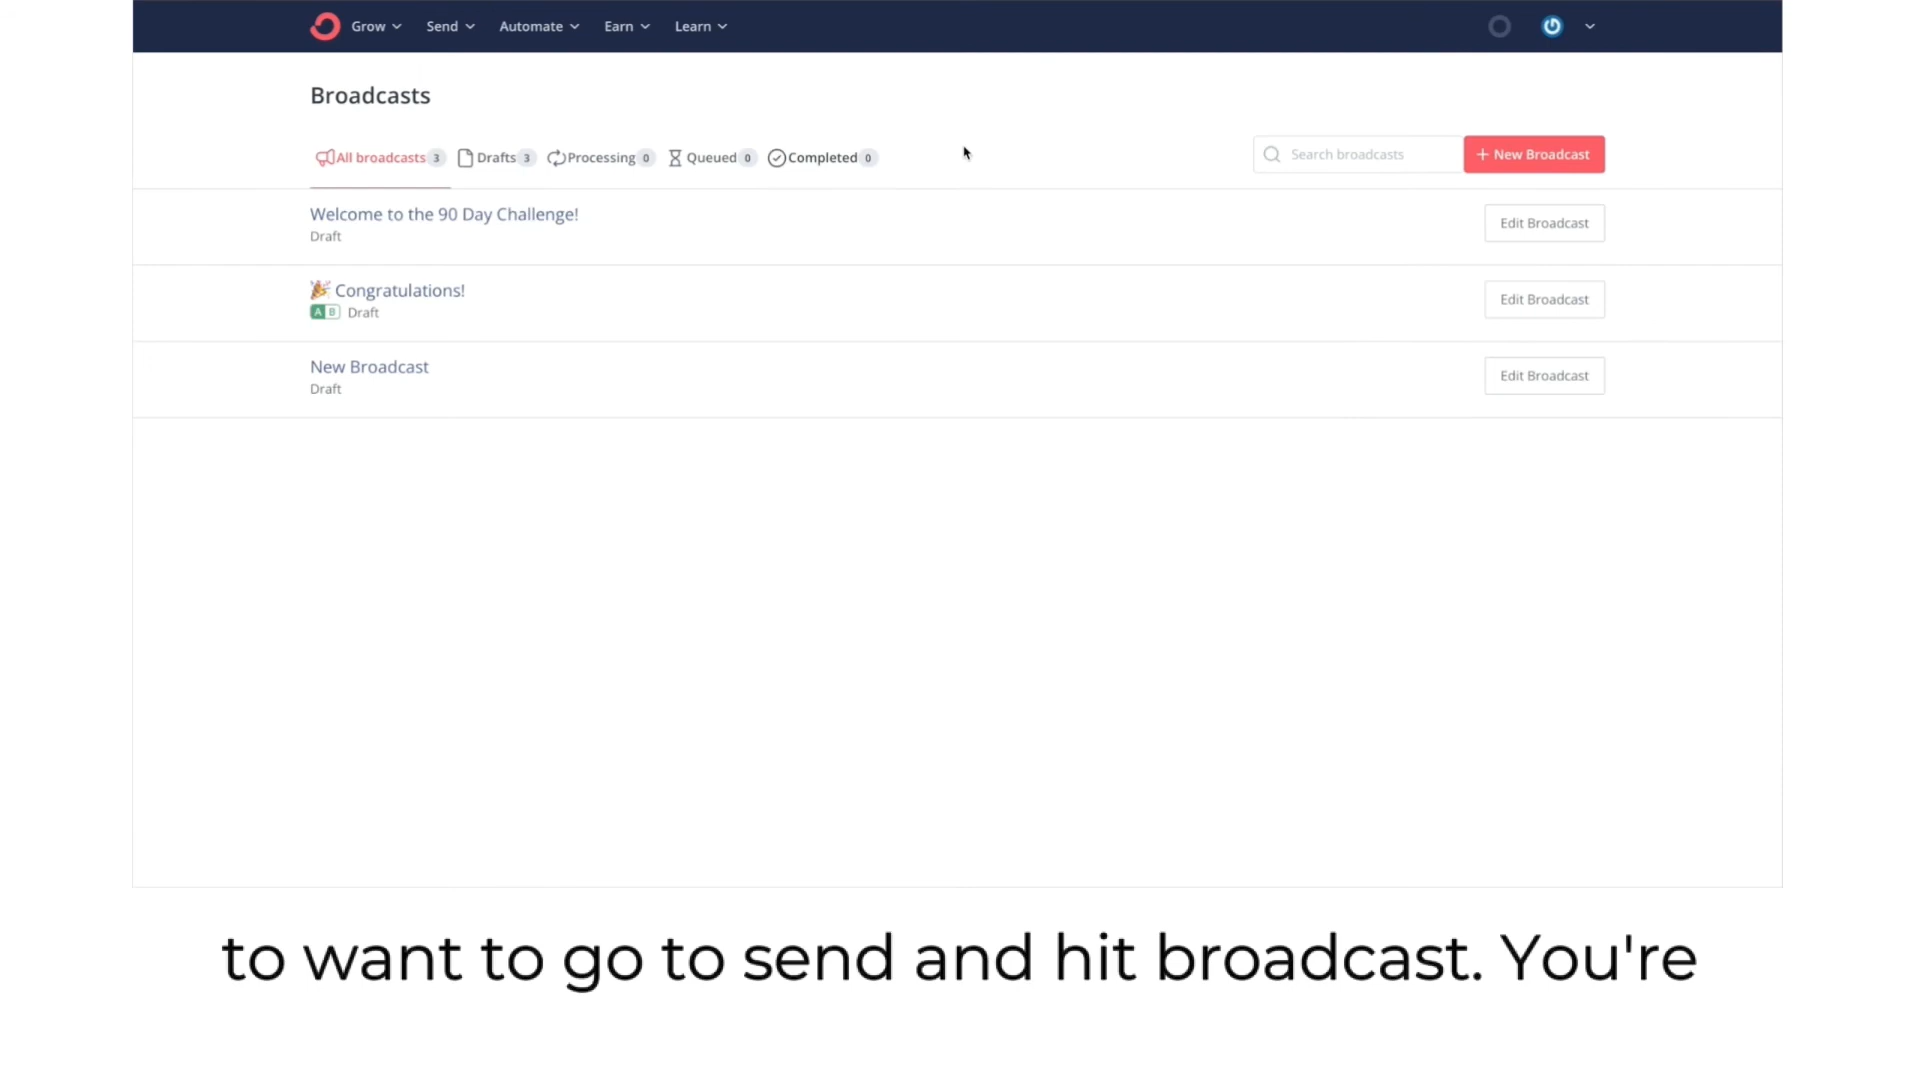 Grow Send Automate Earn Learn
Broadcasts
All broadcasts 3 Drafts 3 Processing 0 Queued 0 Completed 0 Search broadcasts + New Broadcast
Welcome to the 90 Day Challenge! Edit Broadcast
Draft
🎉 Congratulations! Edit Broadcast
A B Draft
New Broadcast Edit Broadcast
Draft
to want to go to send and hit broadcast. You're